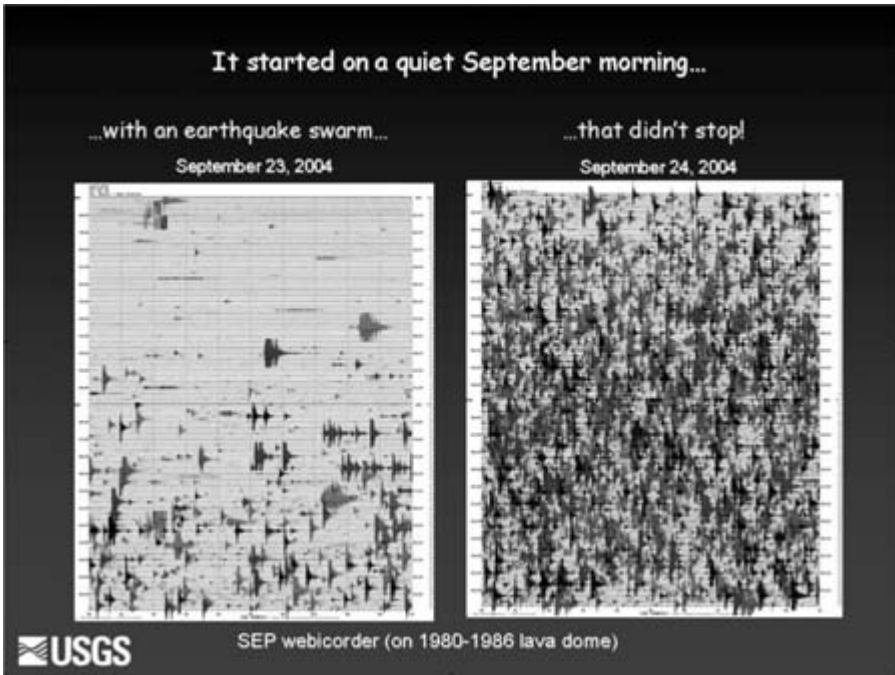 It started on a quiet September morning…
…with an earthquake swarm…
September 23, 2004
…that didn't stop!
September 24, 2004
SEP webicorder (on 1980-1986 lava dome)
USGS